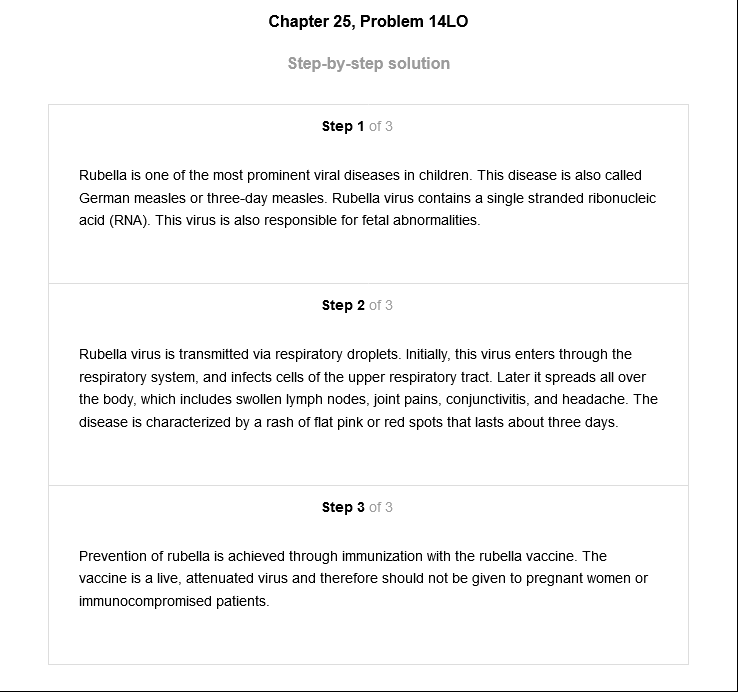 Chapter 25, Problem 14LO
Step-by-step solution
Step 1 of 3
Rubella is one of the most prominent viral diseases in children. This disease is also called
German measles or three-day measles. Rubella virus contains a single stranded ribonucleic
acid (RNA). This virus is also responsible for fetal abnormalities.
Step 2 of 3
Rubella virus is transmitted via respiratory droplets. Initially, this virus enters through the
respiratory system, and infects cells of the upper respiratory tract. Later it spreads all over
the body, which includes swollen lymph nodes, joint pains, conjunctivitis, and headache. The
disease is characterized by a rash of flat pink or red spots that lasts about three days.
Step 3 of 3
Prevention of rubella is achieved through immunization with the rubella vaccine. The
vaccine is a live, attenuated virus and therefore should not be given to pregnant women or
immunocompromised patients.